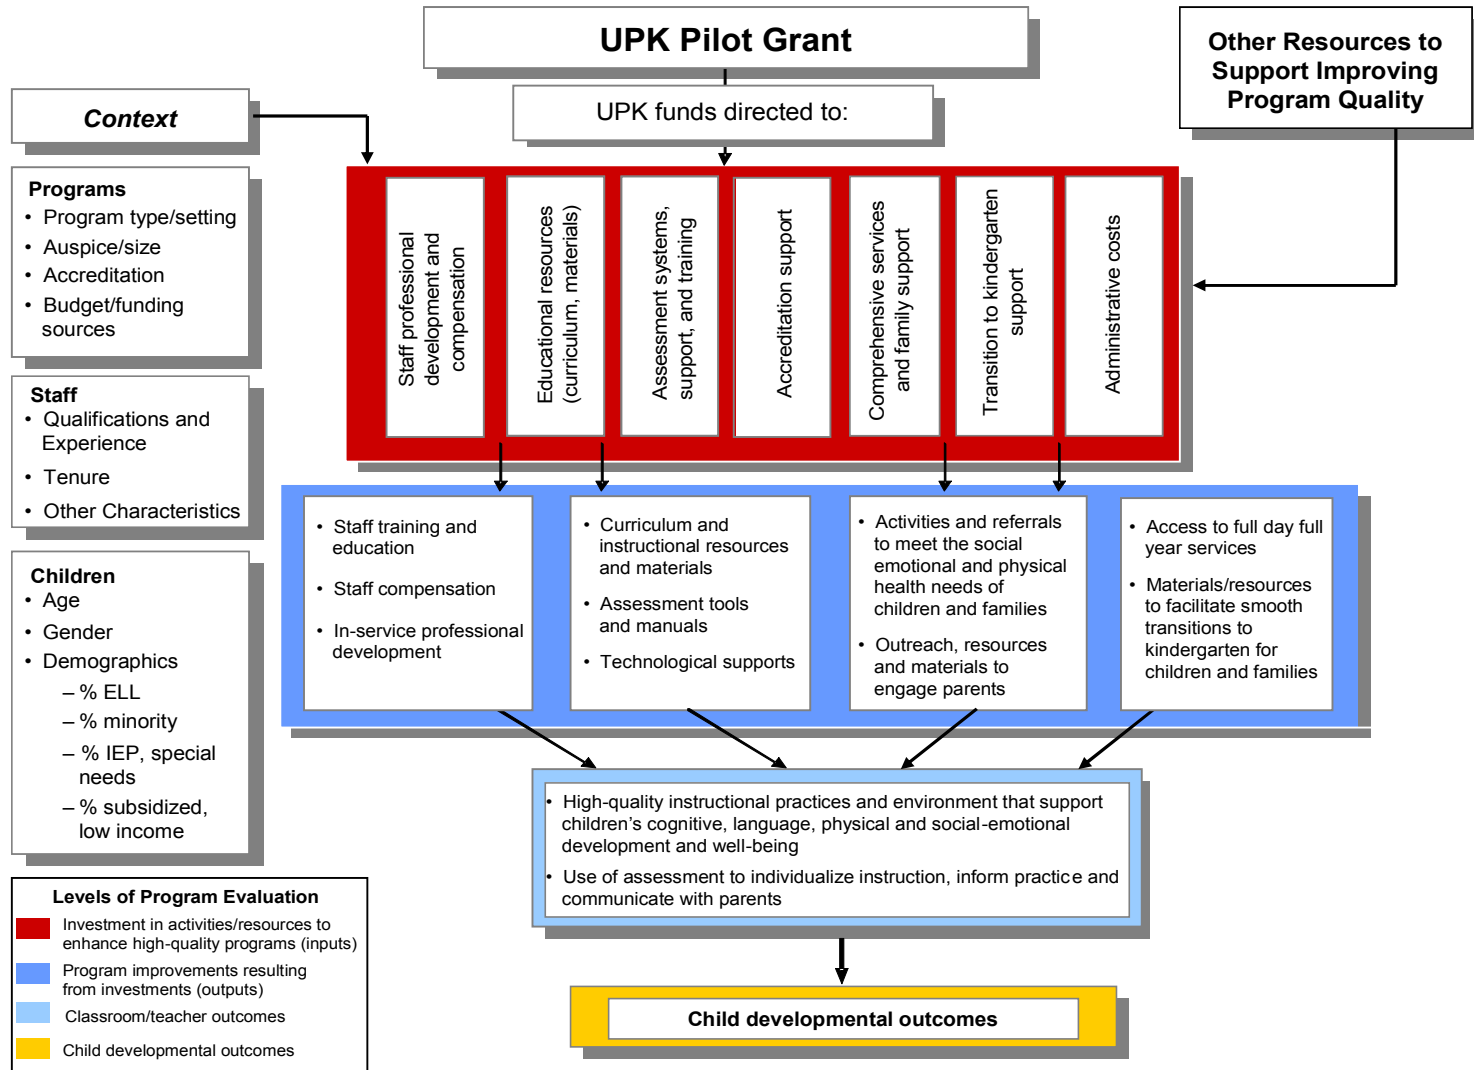 UPK Pilot Grant
Other Resources to
Support Improving
Program Quality
UPK funds directed to:
Context
Programs
• Program type/setting
• Auspice/size
• Accreditation
• Budget/funding
sources
Staff
• Qualifications and
Experience
• Tenure
• Other Characteristics
Children
• Age
• Gender
• Demographics
– % ELL
– % minority
– % IEP, special
needs
– % subsidized,
low income
Staff professional
development and
compensation
Educational resources
(curriculum, materials)
Assessment systems,
support, and training
Accreditation support
Comprehensive services
and family support
Transition to kindergarten
support
Administrative costs
• Staff training and
education
• Staff compensation
• In-service professional
development
• Curriculum and
instructional resources
and materials
• Assessment tools
and manuals
• Technological supports
• Activities and referrals
to meet the social
emotional and physical
health needs of
children and families
• Outreach, resources
and materials to
engage parents
• Access to full day full
year services
• Materials/resources
to facilitate smooth
transitions to
kindergarten for
children and families
• High-quality instructional practices and environment that support
children’s cognitive, language, physical and social-emotional
development and well-being
• Use of assessment to individualize instruction, inform practice and
communicate with parents
Child developmental outcomes
Levels of Program Evaluation
Investment in activities/resources to
enhance high-quality programs (inputs)
Program improvements resulting
from investments (outputs)
Classroom/teacher outcomes
Child developmental outcomes